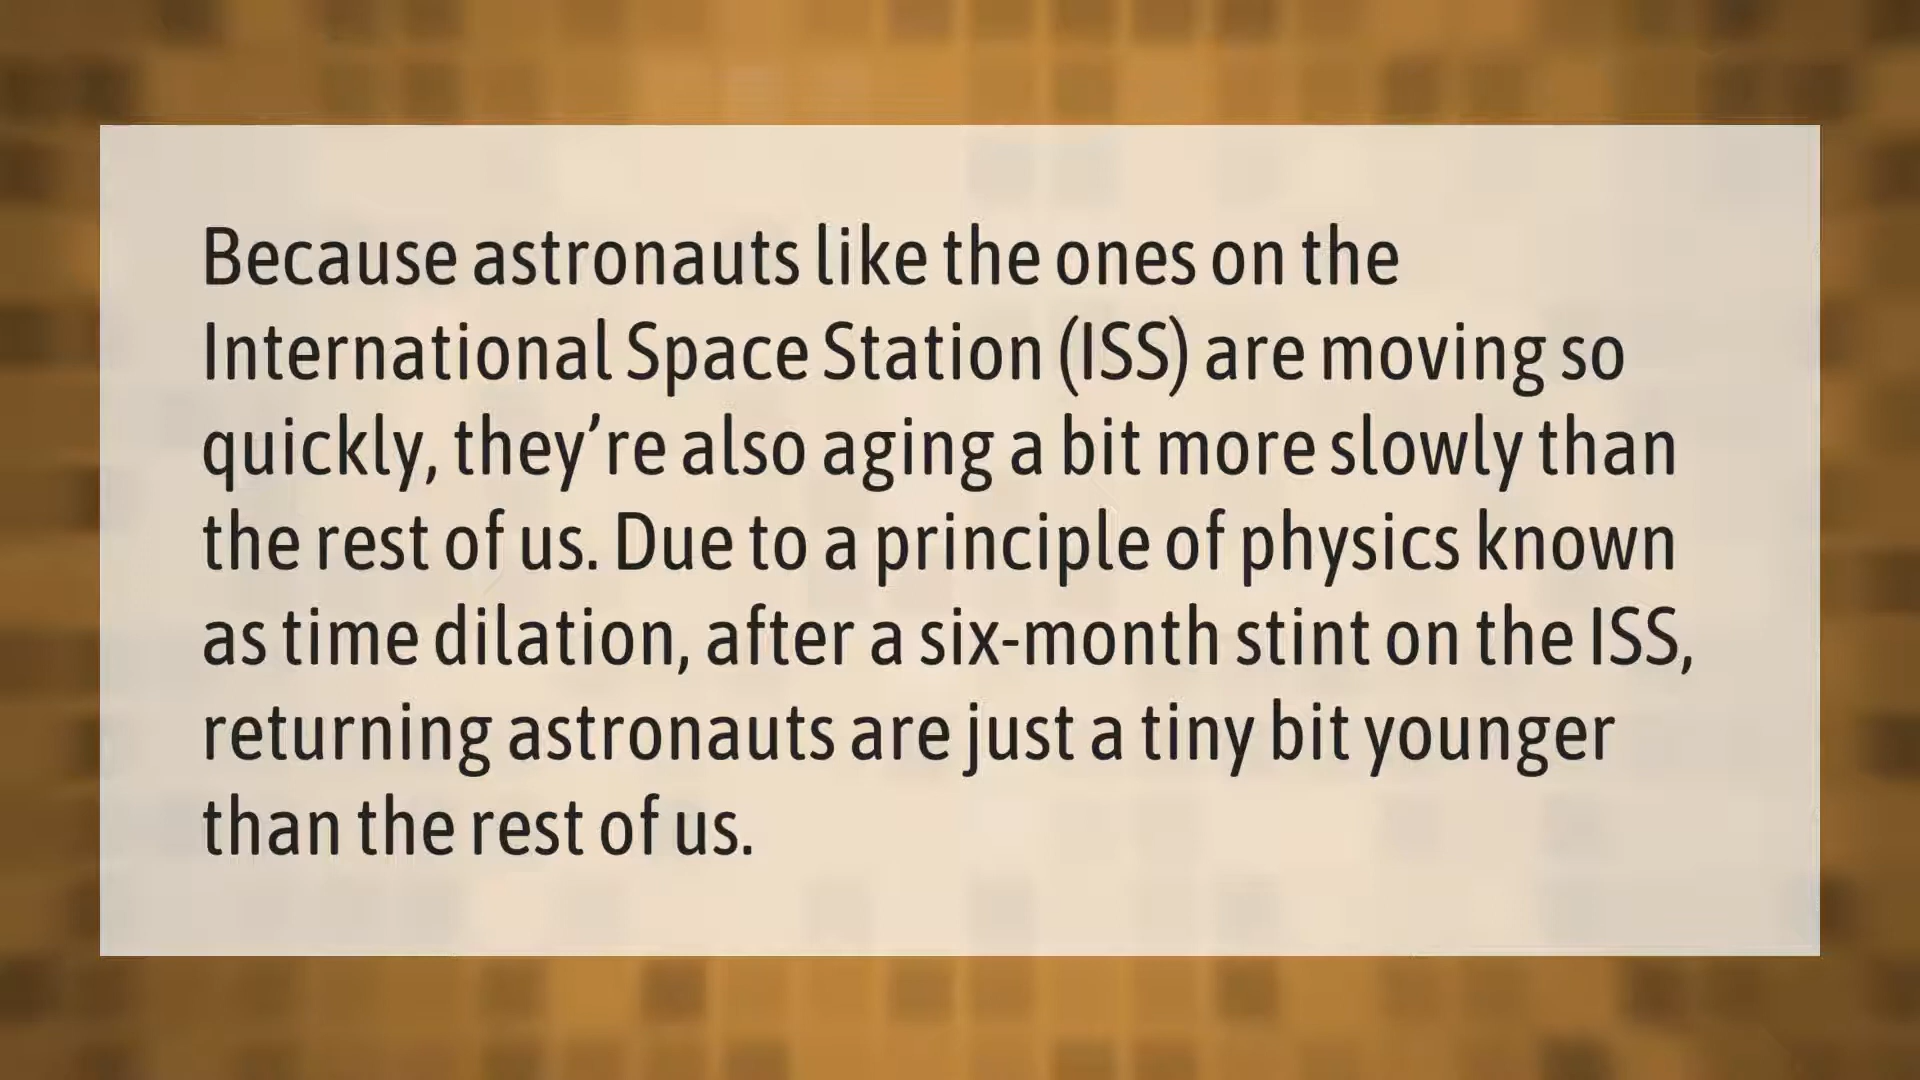 Because astronauts like the ones on the
International Space Station (ISS) are moving so
quickly, they’re also aging a bit more slowly than
the rest of us. Due to a principle of physics known
as time dilation, after a six-month stint on the ISS,
returning astronauts are just a tiny bit younger
than the rest of us.